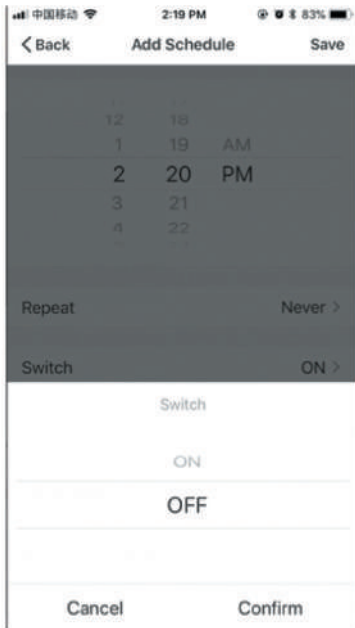 中国移动 2:19 PM 83%
Back Add Schedule Save
12 18
1 19 AM
2 20 PM
3 21
4 22
Repeat Never >
Switch ON >
Switch
ON
OFF
Cancel Confirm